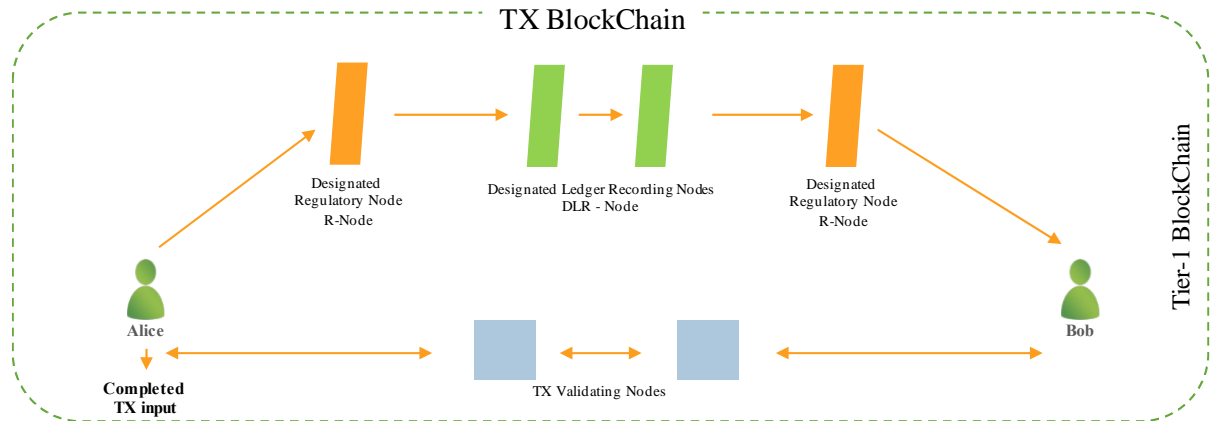 TX BlockChain
Designated
Regulatory Node
R-Node
Designated Ledger Recording Nodes
DLR - Node
Designated
Regulatory Node
R-Node
Tier-1 BlockChain
Alice
Bob
Completed
TX input
TX Validating Nodes